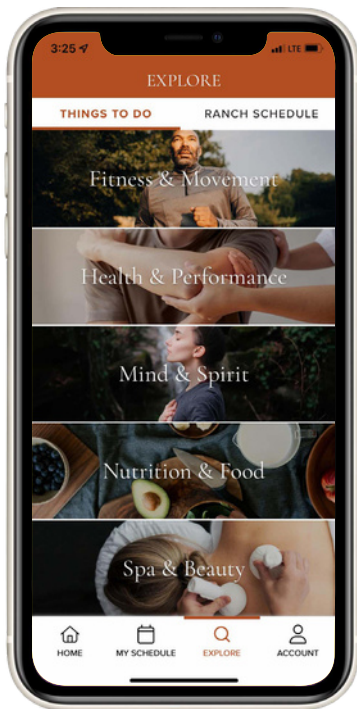 3:25
LTE
EXPLORE
THINGS TO DO
RANCH SCHEDULE
Fitness & Movement
Health & Performance
Mind & Spirit
Nutrition & Food
Spa & Beauty
HOME
MY SCHEDULE
EXPLORE
ACCOUNT